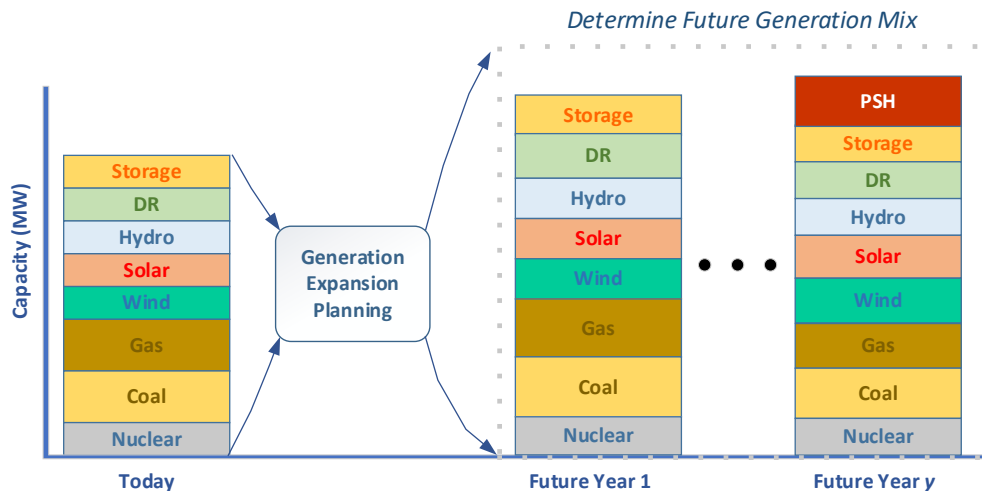 Determine Future Generation Mix
Capacity (MW)
Storage
DR
Hydro
Solar
Wind
Gas
Coal
Nuclear
Today
Generation
Expansion
Planning
Storage
DR
Hydro
Solar
Wind
Gas
Coal
Nuclear
Future Year 1
PSH
Storage
DR
Hydro
Solar
Wind
Gas
Coal
Nuclear
Future Year y